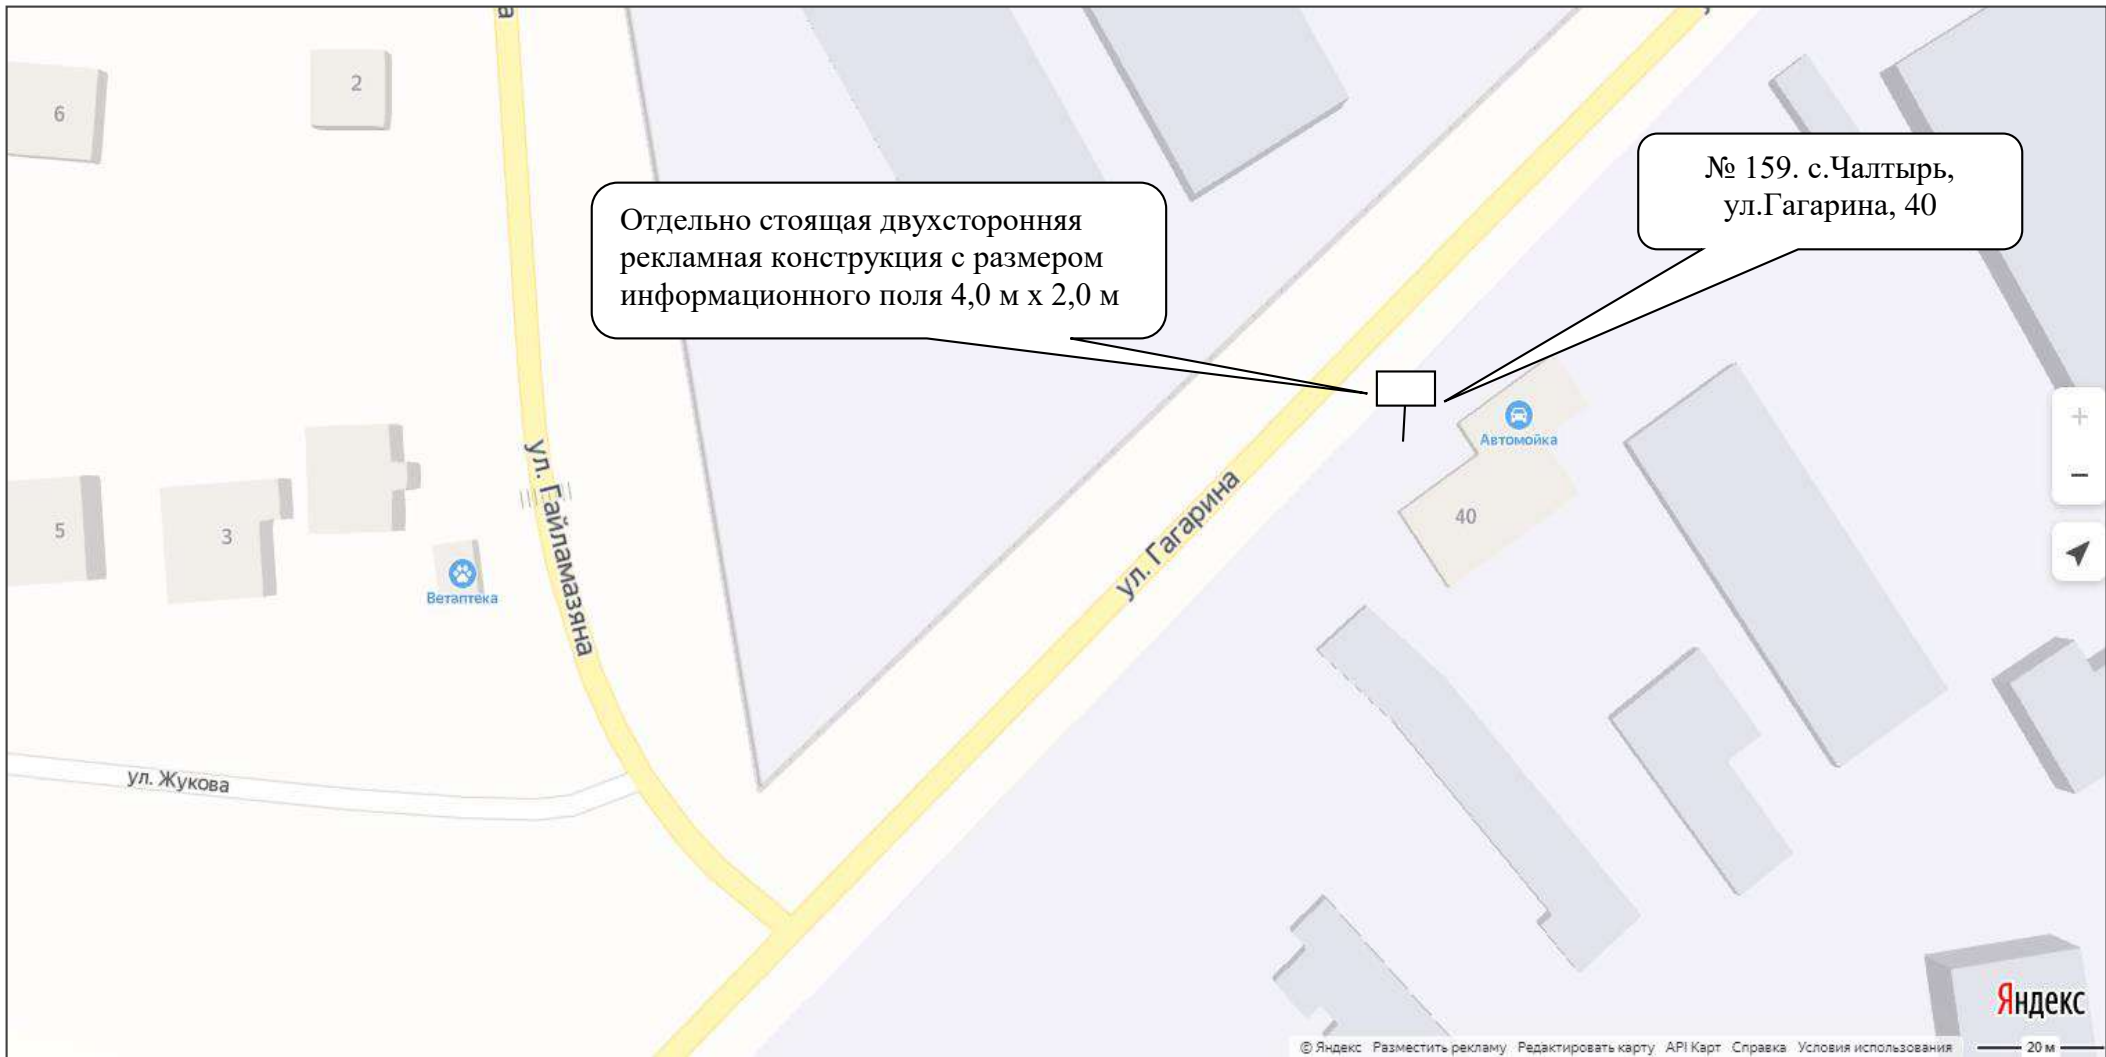 а
6
2
Отдельно стоящая двухсторонняя
рекламная конструкция с размером
информационного поля 4,0 м х 2,0 м
№ 159. с.Чалтырь,
ул.Гагарина, 40
Автомойка
40
ул. Гагарина
ул. Гайламазяна
5
3
Ветаптека
ул. Жукова
Яндекс
© Яндекс Разместить рекламу Редактировать карту API Карт Справка Условия использования 20 м